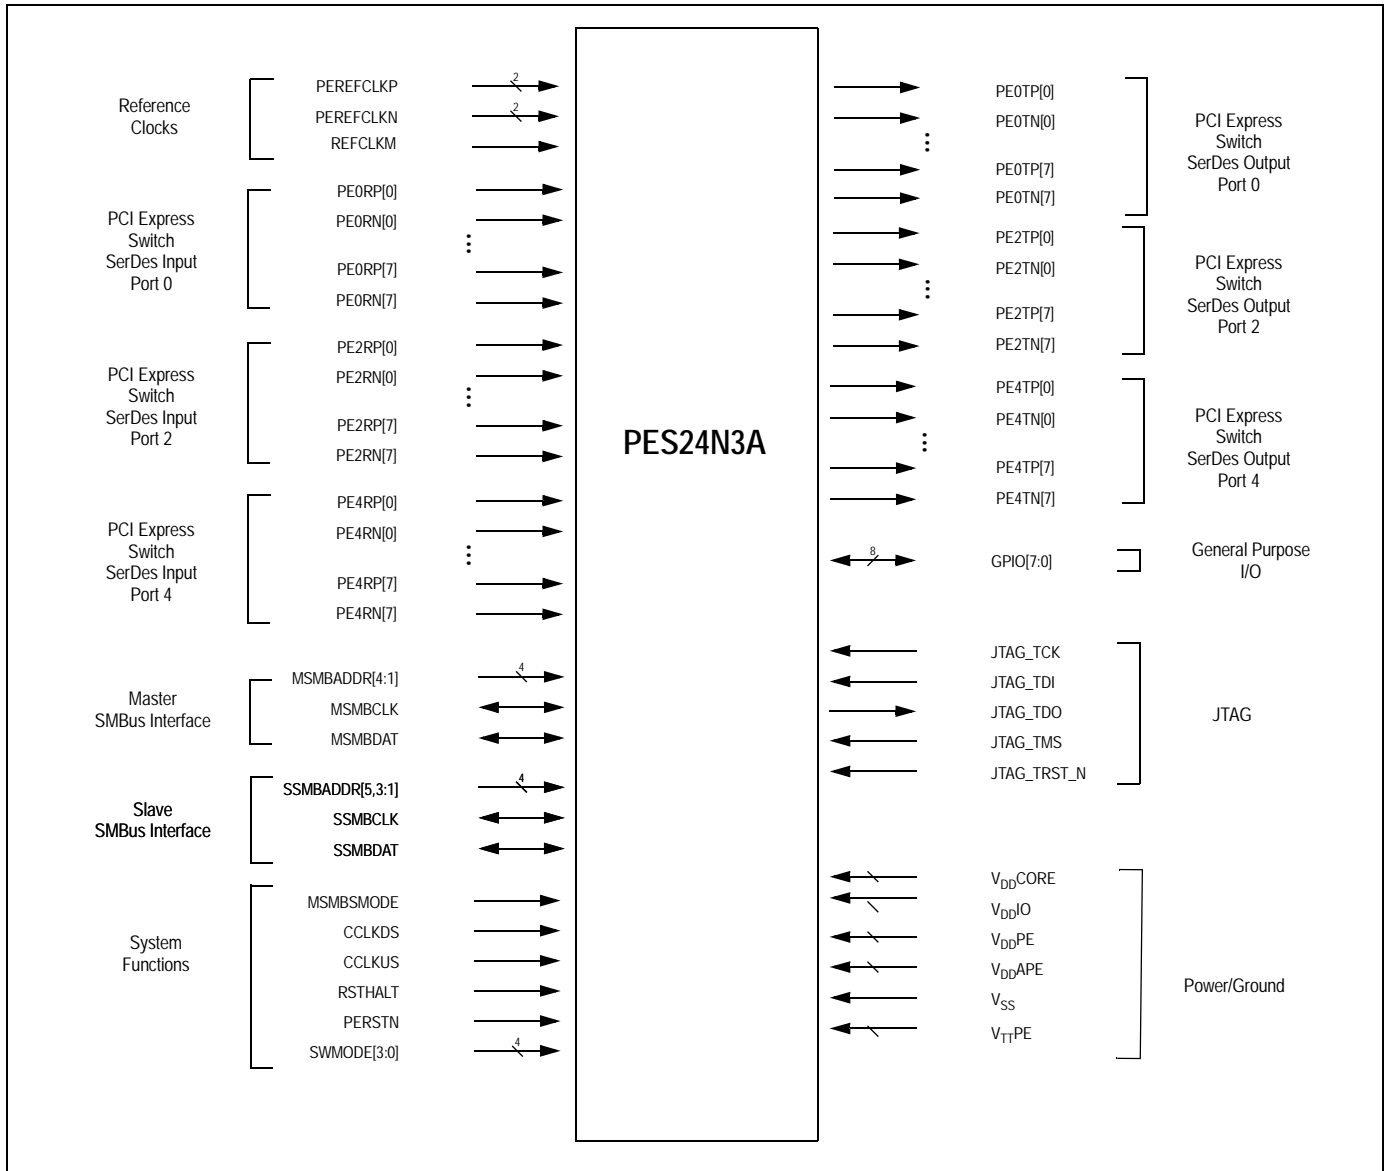 Reference
Clocks
PEREFCLKP
2
PEREFCLKN
2
REFCLKM
PCI Express
Switch
SerDes Input
Port 0
PE0RP[0]
PE0RN[0]
PE0RP[7]
PE0RN[7]
PCI Express
Switch
SerDes Input
Port 2
PE2RP[0]
PE2RN[0]
PE2RP[7]
PE2RN[7]
PCI Express
Switch
SerDes Input
Port 4
PE4RP[0]
PE4RN[0]
PE4RP[7]
PE4RN[7]
Master
SMBus Interface
MSMBADDR[4:1]
4
MSMBCLK
MSMBDAT
Slave
SMBus Interface
SSMBADDR[5,3:1]
4
SSMBCLK
SSMBDAT
System
Functions
MSMBSMODE
CCLKDS
CCLKUS
RSTHALT
PERSTN
SWMODE[3:0]
4
PES24N3A
PE0TP[0]
PE0TN[0]
PE0TP[7]
PE0TN[7]
PCI Express
Switch
SerDes Output
Port 0
PE2TP[0]
PE2TN[0]
PE2TP[7]
PE2TN[7]
PCI Express
Switch
SerDes Output
Port 2
PE4TP[0]
PE4TN[0]
PE4TP[7]
PE4TN[7]
PCI Express
Switch
SerDes Output
Port 4
8
GPIO[7:0]
General Purpose
I/O
JTAG_TCK
JTAG_TDI
JTAG_TDO
JTAG_TMS
JTAG_TRST_N
JTAG
VDDCORE
VDDIO
VDDPE
VDDAPE
VSS
VTTPE
Power/Ground